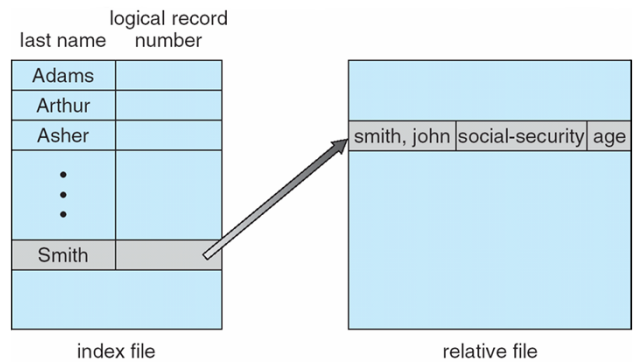 logical record
last name number
Adams
Arthur
Asher
smith, john social-security age
Smith
index file relative file